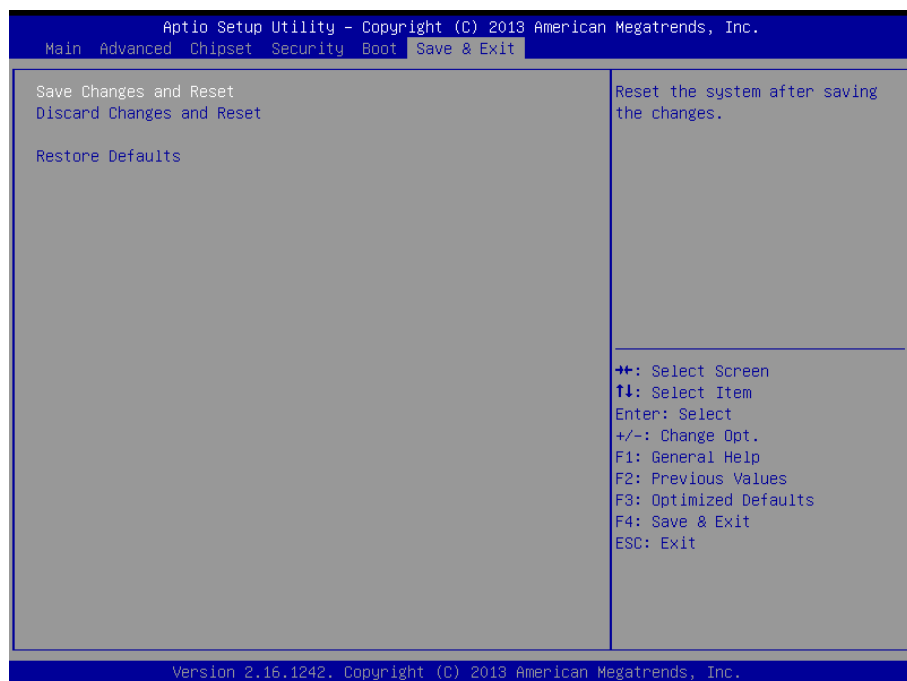 Aptio Setup Utility – Copyright (C) 2013 American Megatrends, Inc.
Main Advanced Chipset Security Boot Save & Exit
Save Changes and Reset
Discard Changes and Reset
Restore Defaults
Reset the system after saving
the changes.
→←: Select Screen
↑↓: Select Item
Enter: Select
+/-: Change Opt.
F1: General Help
F2: Previous Values
F3: Optimized Defaults
F4: Save & Exit
ESC: Exit
Version 2.16.1242. Copyright (C) 2013 American Megatrends, Inc.